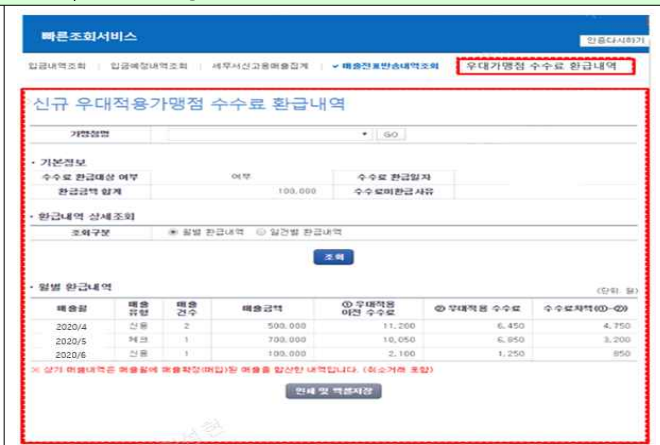 빠른조회서비스
인증다시하기
입금내역조회 | 입금예정내역조회 | 세무서신고용매출집계 | ✔ 매출전표반송내역조회 우대가맹점 수수료 환급내역
신규 우대적용가맹점 수수료 환급내역
가맹점명 GO
· 기본정보
수수료 환급대상 여부 여부 수수료 환급일자
환급금액 합계 100,000 수수료미환급사유
· 환급내역 상세조회
조회구분 월별 환급내역 일건별 환급내역
조회
· 월별 환급내역 (단위: 원)
매출월 매출유형 매출건수 매출금액 ① 우대적용 이전 수수료 ② 우대적용 수수료 수수료차액(①-②)
2020/4 신용 2 500,000 11,200 6,450 4,750
2020/5 체크 1 700,000 10,050 6,850 3,200
2020/6 신용 1 100,000 2,100 1,250 850
※ 상기 매출내역은 매출월에 매출확정(매입)된 매출을 합산한 내역입니다. (취소거래 포함)
인쇄 및 엑셀저장